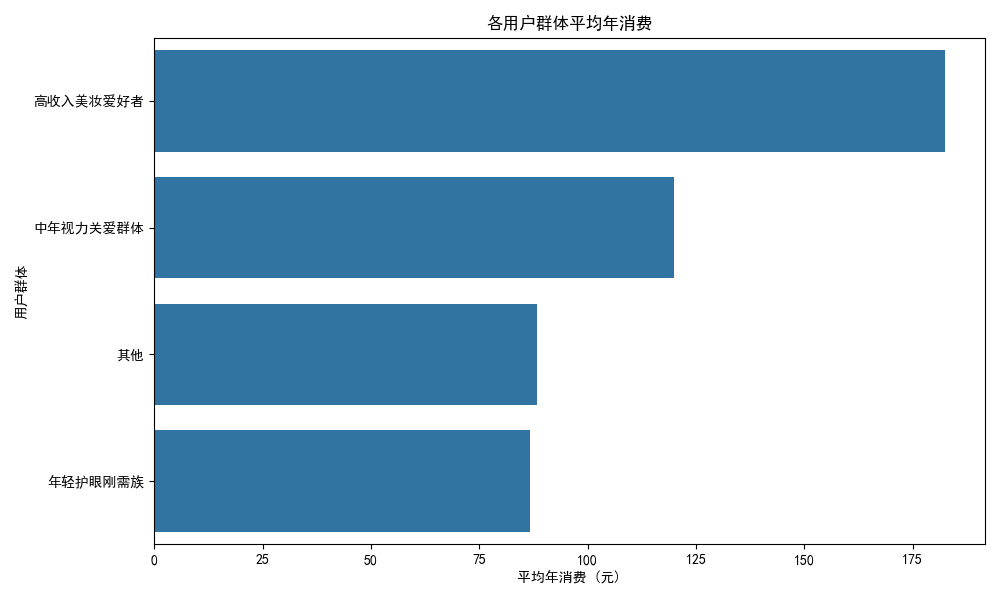 各用户群体平均年消费
高收入美妆爱好者
中年视力关爱群体
其他
年轻护眼刚需族
用户群体
0 25 50 75 100 125 150 175
平均年消费（元）